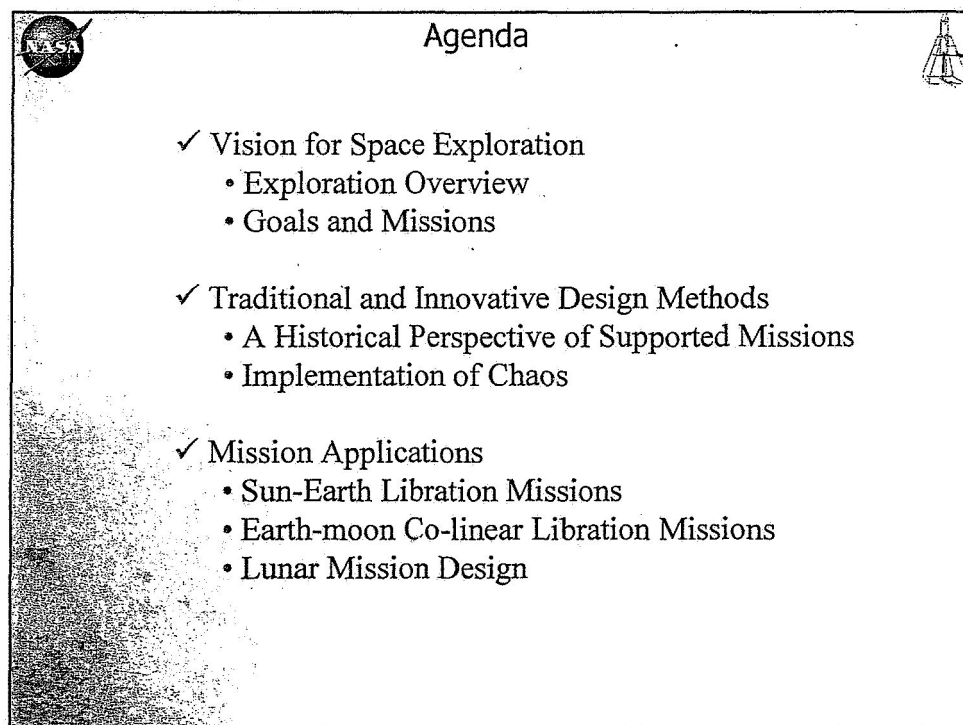 NASA
Agenda
✓ Vision for Space Exploration
• Exploration Overview
• Goals and Missions
✓ Traditional and Innovative Design Methods
• A Historical Perspective of Supported Missions
• Implementation of Chaos
✓ Mission Applications
• Sun-Earth Libration Missions
• Earth-moon Co-linear Libration Missions
• Lunar Mission Design